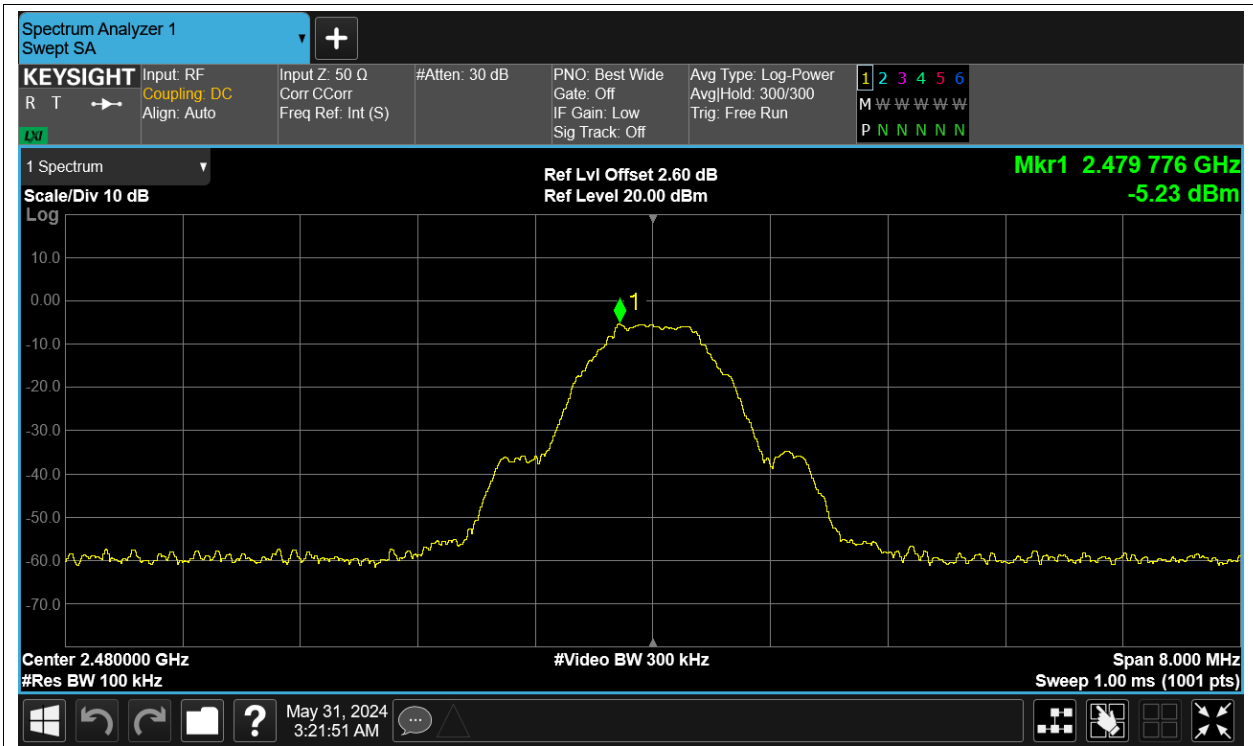 Spectrum Analyzer 1
Swept SA
KEYSIGHT
R T
LXI
Input: RF
Coupling: DC
Align: Auto
Input Z: 50 Ω
Corr CCorr
Freq Ref: Int (S)
#Atten: 30 dB
PNO: Best Wide
Gate: Off
IF Gain: Low
Sig Track: Off
Avg Type: Log-Power
Avg|Hold: 300/300
Trig: Free Run
1 2 3 4 5 6
M W W W W W
P N N N N N
1 Spectrum
Scale/Div 10 dB
Log
Ref Lvl Offset 2.60 dB
Ref Level 20.00 dBm
Mkr1 2.479 776 GHz
-5.23 dBm
10.0
0.00
1
-10.0
-20.0
-30.0
-40.0
-50.0
-60.0
-70.0
Center 2.480000 GHz
#Video BW 300 kHz
Span 8.000 MHz
#Res BW 100 kHz
Sweep 1.00 ms (1001 pts)
?
May 31, 2024
3:21:51 AM